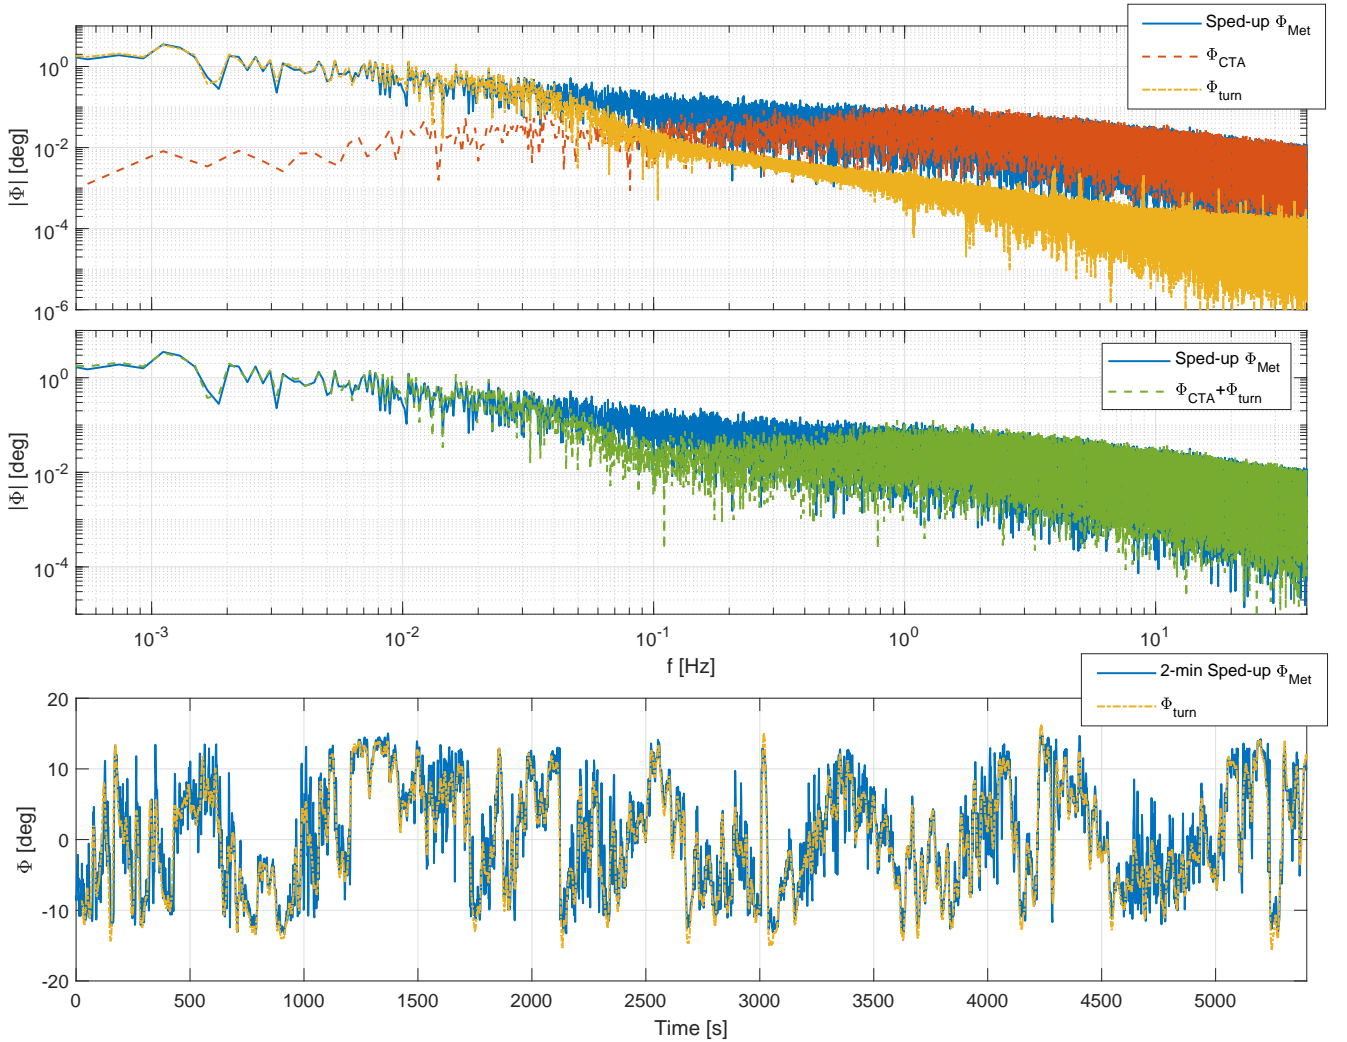 Sped-up Φ_Met
Φ_CTA
Φ_turn
10^0
10^-2
10^-4
10^-6
|Φ| [deg]
Sped-up Φ_Met
Φ_CTA+Φ_turn
10^0
10^-2
10^-4
|Φ| [deg]
10^-3 10^-2 10^-1 10^0 10^1
f [Hz]
2-min Sped-up Φ_Met
Φ_turn
20
10
0
-10
-20
Φ [deg]
0 500 1000 1500 2000 2500 3000 3500 4000 4500 5000
Time [s]